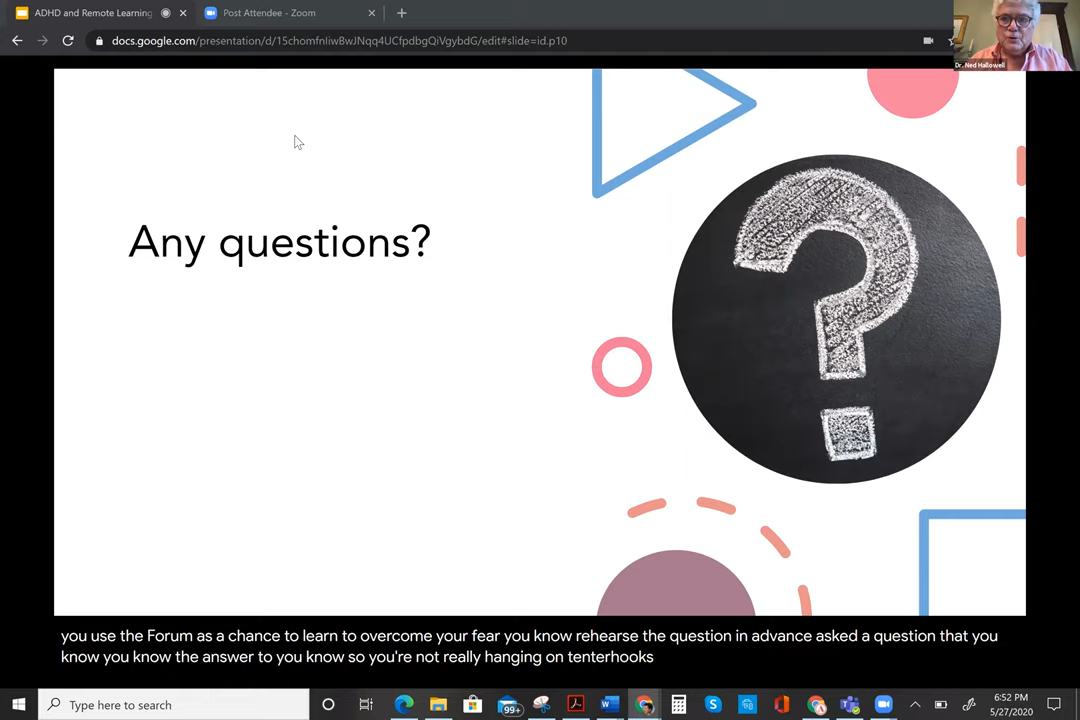 ADHD and Remote Learning
Post Attendee - Zoom
docs.google.com/presentation/d/15chomfnIiwBwJNqq4UCfpdbgQiVgybdG/edit#slide=id.p10
Dr. Ned Hallowell
Any questions?
?
you use the Forum as a chance to learn to overcome your fear you know rehearse the question in advance asked a question that you
know you know the answer to you know so you're not really hanging on tenterhooks
Type here to search
99+
6:52 PM
5/27/2020